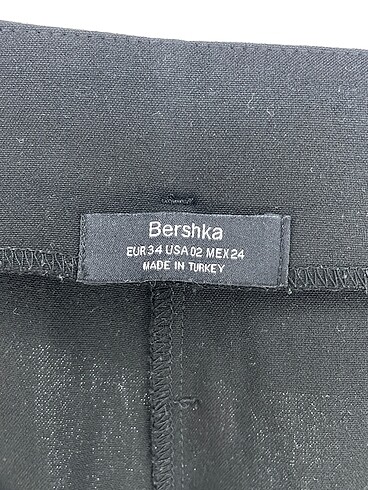 Bershka
EUR 34 USA 02 MEX 24
MADE IN TURKEY